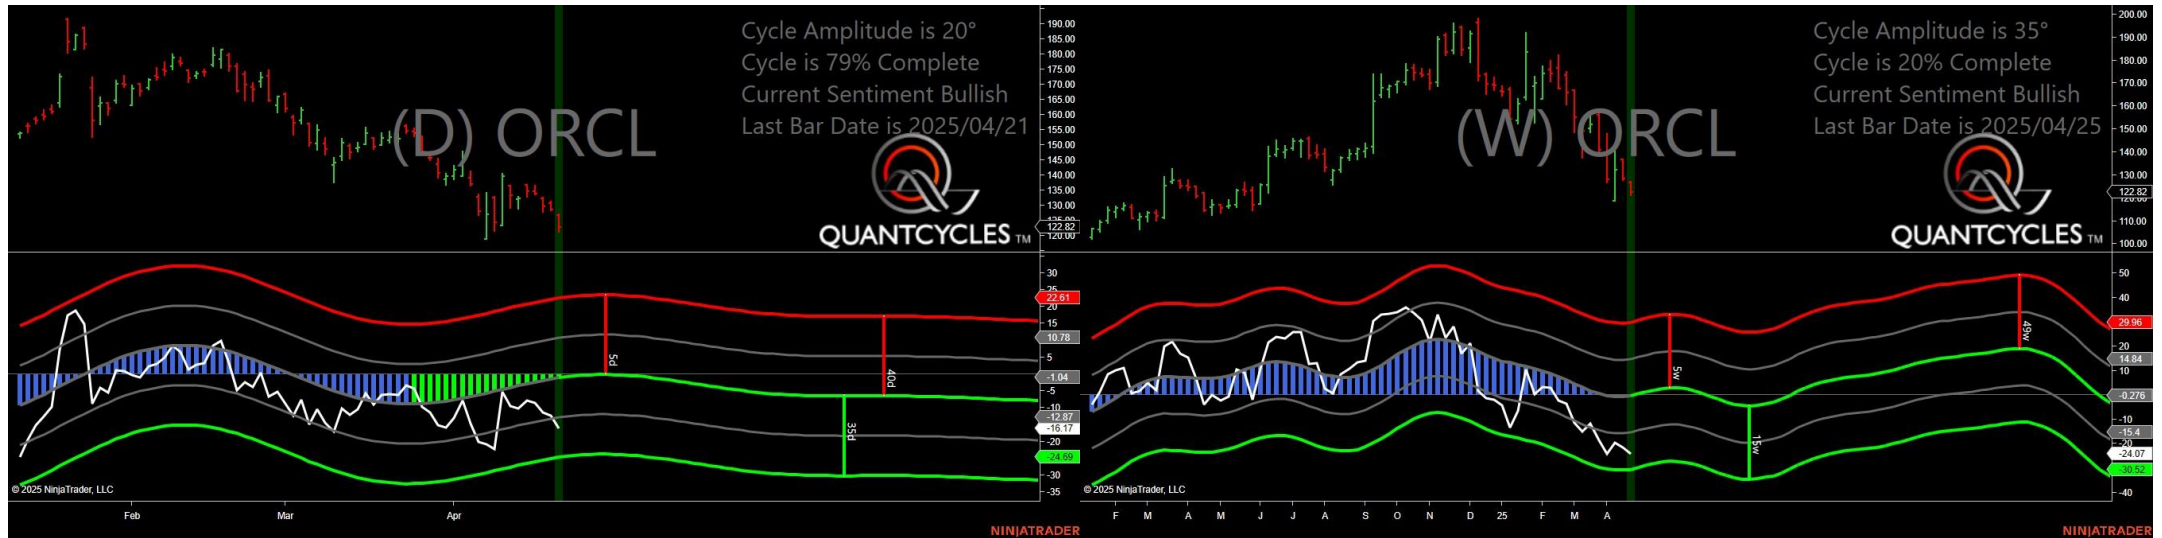 Cycle Amplitude is 20°
Cycle is 79% Complete
Current Sentiment Bullish
Last Bar Date is 2025/04/21
(D) ORCL
QUANTCYCLES TM
190.00
185.00
180.00
175.00
170.00
165.00
160.00
155.00
150.00
145.00
140.00
135.00
130.00
125.00
122.82
120.00
30
25
22.61
20
15
10.78
5
-1.04
-5
-10
-12.87
-16.17
-20
-24.69
-30
-35
5d
40d
35d
© 2025 NinjaTrader, LLC
Feb Mar Apr
NINJATRADER
Cycle Amplitude is 35°
Cycle is 20% Complete
Current Sentiment Bullish
Last Bar Date is 2025/04/25
(W) ORCL
QUANTCYCLES TM
200.00
190.00
180.00
170.00
160.00
150.00
140.00
130.00
122.82
120.00
110.00
100.00
50
40
29.96
20
14.84
10
-0.276
-10
-15.4
-20
-24.07
-30.52
-40
5w
49w
15w
© 2025 NinjaTrader, LLC
F M A M J J A S O N D 25 F M A
NINJATRADER